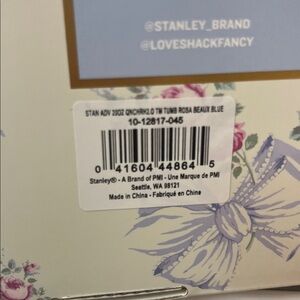 @STANLEY_BRAND
@LOVESHACKFANCY
STAN ADV 20OZ QNCHRH2.0 TM TUMB ROSA BEAUX BLUE
10-12817-045
0 41604 44864 5
Stanley® - A Brand of PMI - Une Marque de PMI
Seattle, WA 98121
Made in China - Fabriqué en China